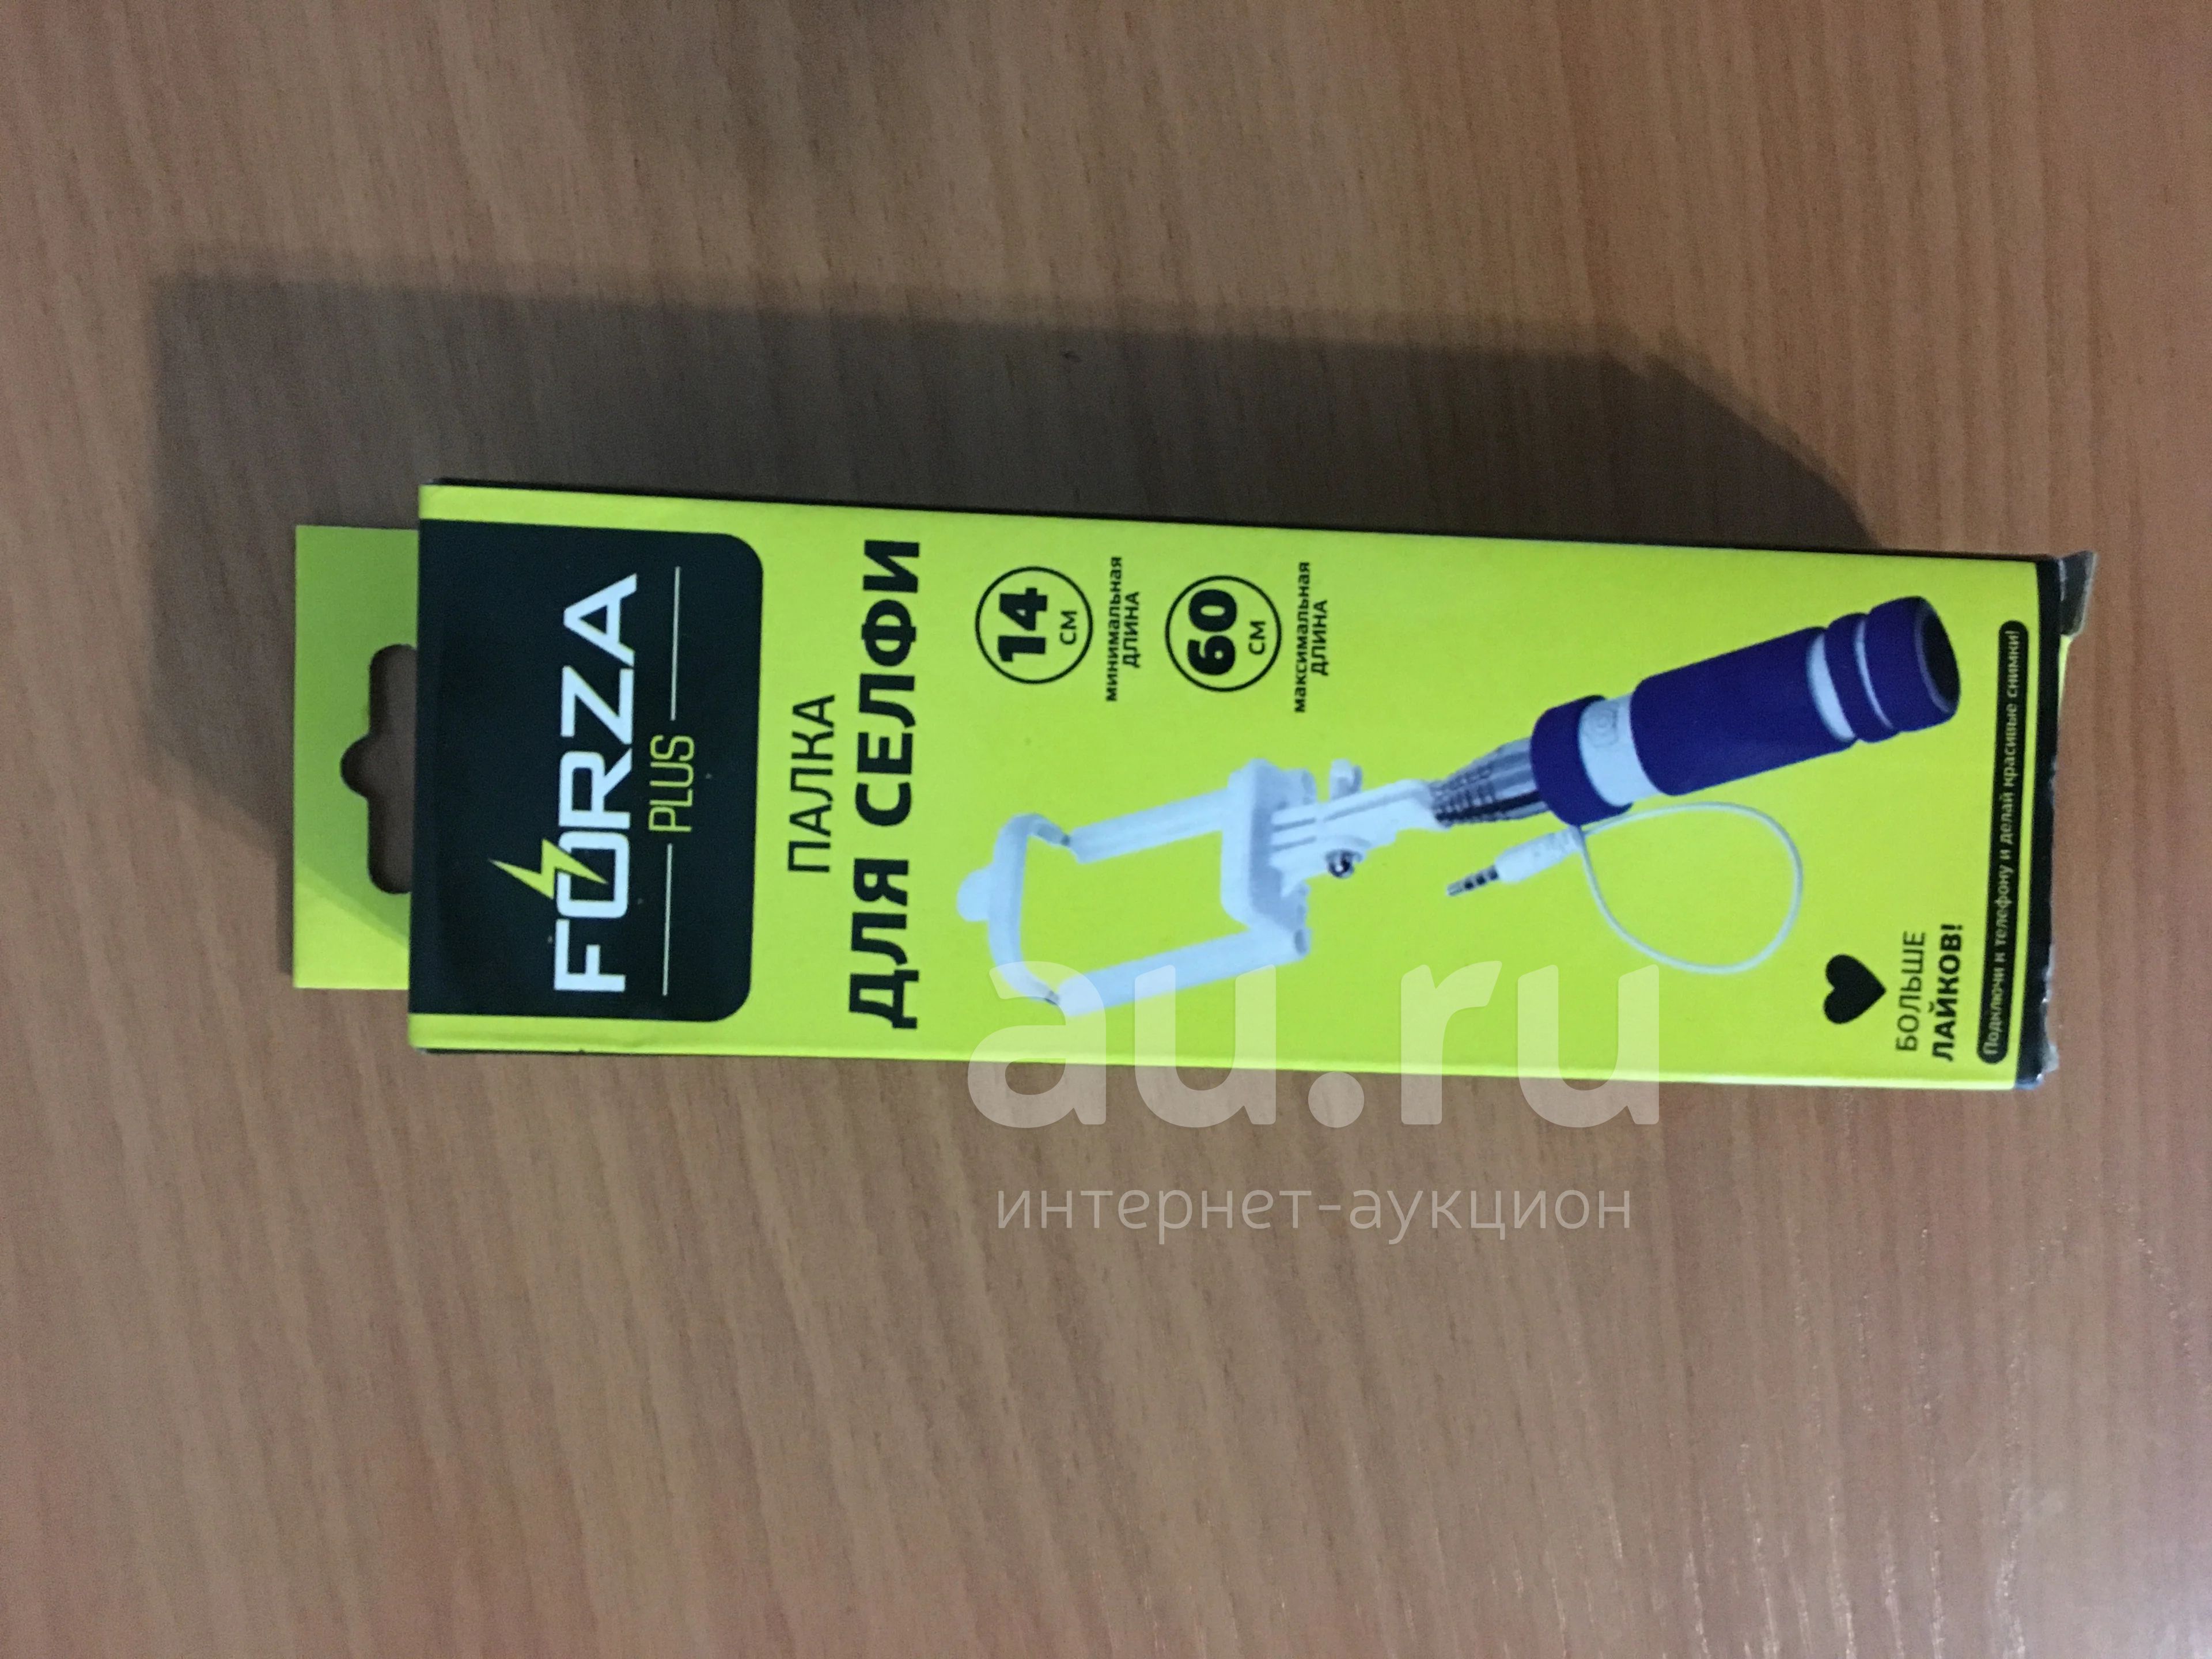 FORZA
PLUS
ПАЛКА
ДЛЯ СЕЛФИ
14
СМ
минимальная
ДЛИНА
60
СМ
максимальная
ДЛИНА
БОЛЬШЕ
ЛАЙКОВ!
Подключи к телефону и делай красивые снимки!
au.ru
интернет-аукцион